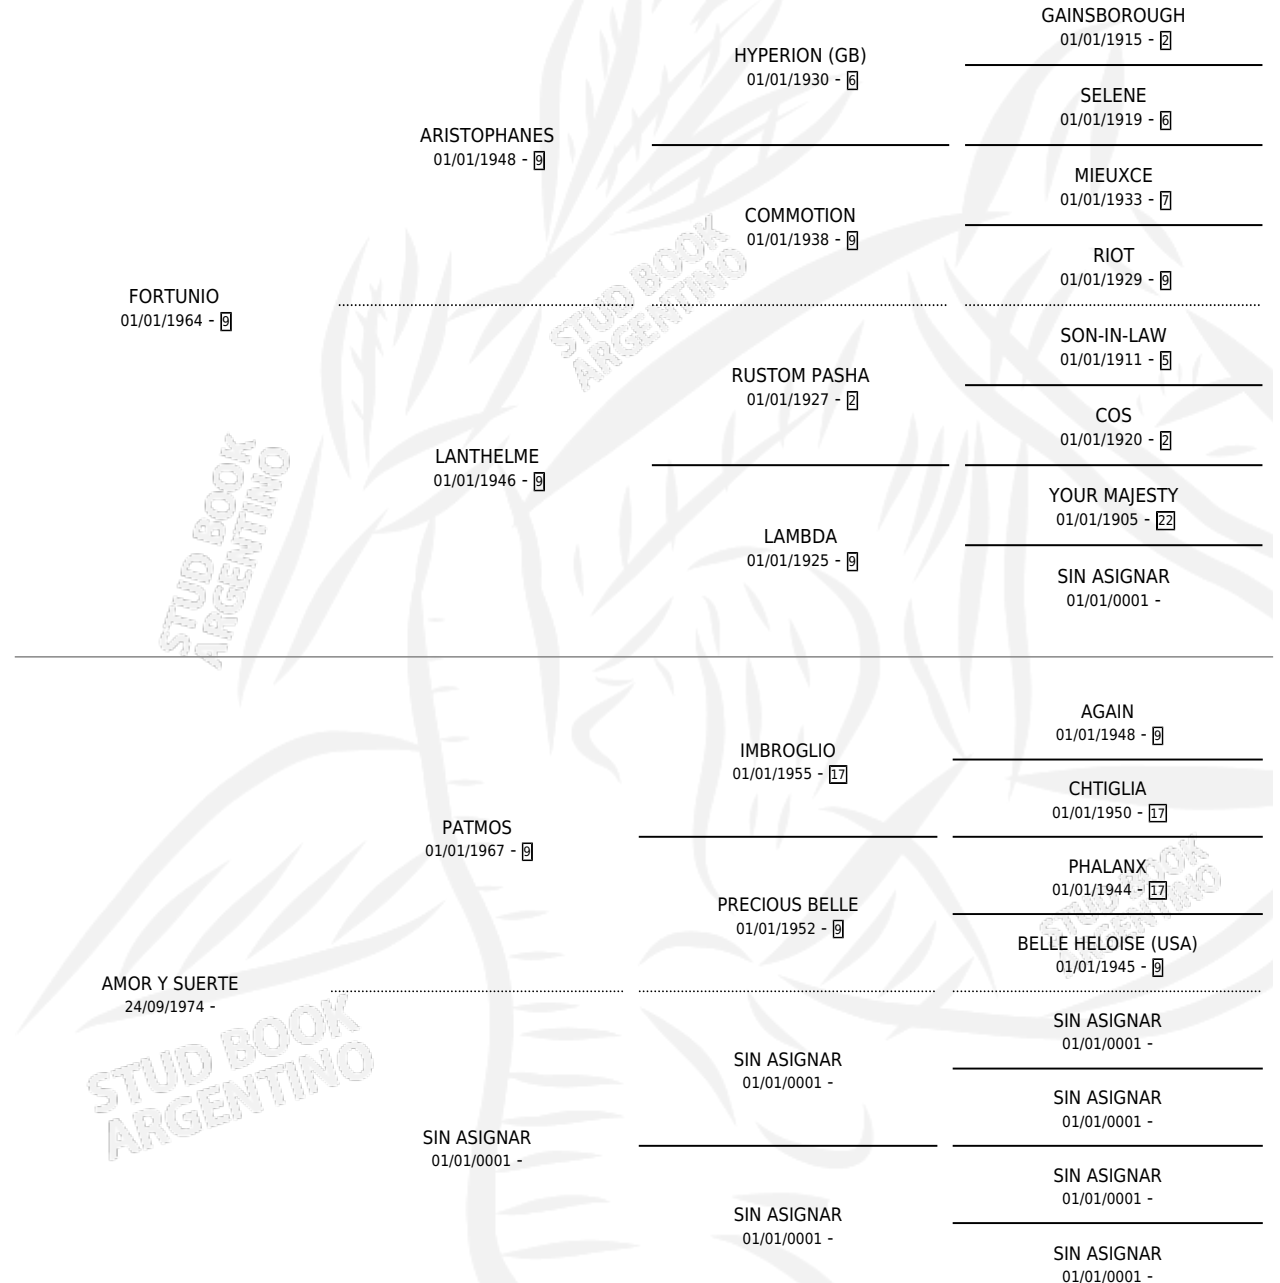 GAINSBOROUGH
01/01/1915 - 2
HYPERION (GB)
01/01/1930 - 6
SELENE
01/01/1919 - 6
ARISTOPHANES
01/01/1948 - 9
MIEUXCE
01/01/1933 - 7
COMMOTION
01/01/1938 - 9
RIOT
01/01/1929 - 9
FORTUNIO
01/01/1964 - 9
SON-IN-LAW
01/01/1911 - 5
RUSTOM PASHA
01/01/1927 - 2
COS
01/01/1920 - 2
LANTHELME
01/01/1946 - 9
YOUR MAJESTY
01/01/1905 - 22
LAMBDA
01/01/1925 - 9
SIN ASIGNAR
01/01/0001 -
AGAIN
01/01/1948 - 9
IMBROGLIO
01/01/1955 - 17
CHTIGLIA
01/01/1950 - 17
PATMOS
01/01/1967 - 9
PHALANX
01/01/1944 - 17
PRECIOUS BELLE
01/01/1952 - 9
BELLE HELOISE (USA)
01/01/1945 - 9
AMOR Y SUERTE
24/09/1974 -
SIN ASIGNAR
01/01/0001 -
SIN ASIGNAR
01/01/0001 -
SIN ASIGNAR
01/01/0001 -
SIN ASIGNAR
01/01/0001 -
SIN ASIGNAR
01/01/0001 -
SIN ASIGNAR
01/01/0001 -
SIN ASIGNAR
01/01/0001 -
STUD BOOK
ARGENTINO
STUD BOOK
ARGENTINO
STUD BOOK
ARGENTINO
STUD BOOK
ARGENTINO